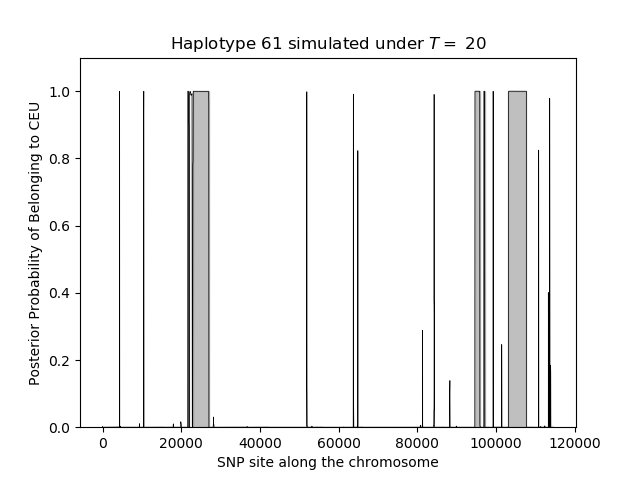 Haplotype 61 simulated under T = 20
Posterior Probability of Belonging to CEU
1.0
0.8
0.6
0.4
0.2
0.0
0 20000 40000 60000 80000 100000 120000
SNP site along the chromosome